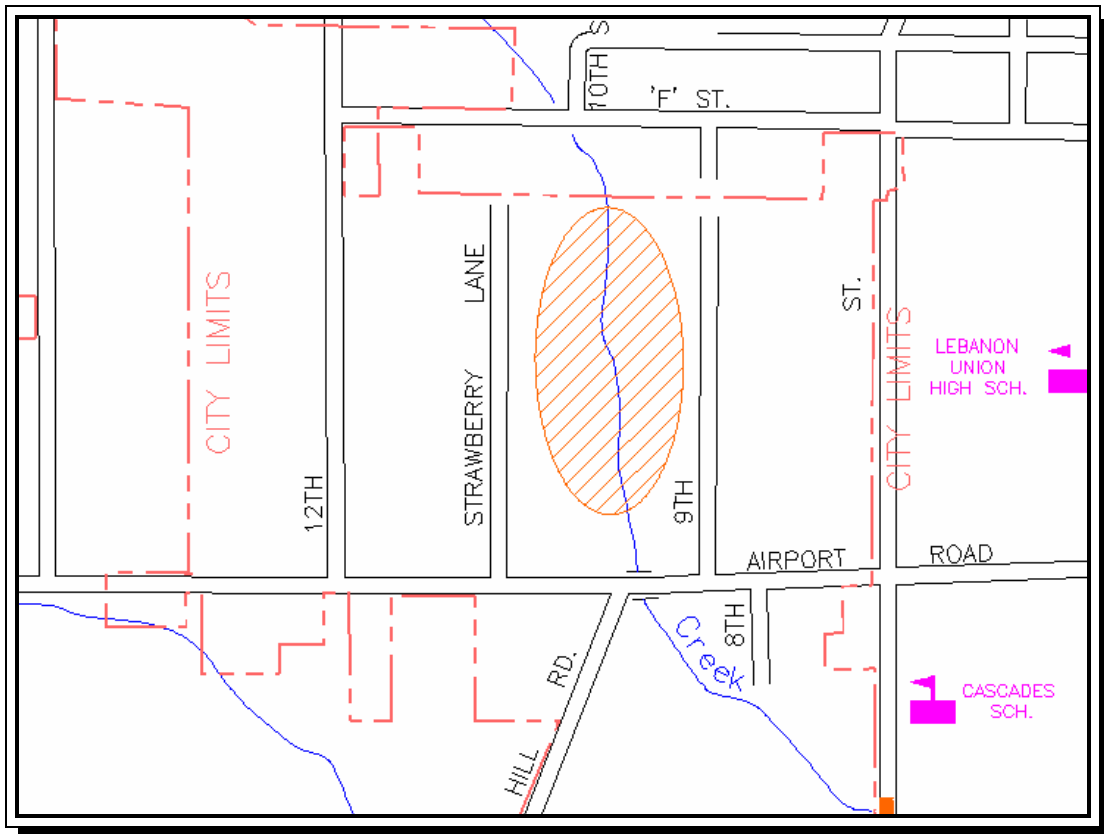 10TH S
'F' ST.
CITY LIMITS
12TH
STRAWBERRY LANE
9TH
ST.
CITY LIMITS
LEBANON
UNION
HIGH SCH.
AIRPORT ROAD
8TH
Creek
HILL RD.
CASCADES
SCH.